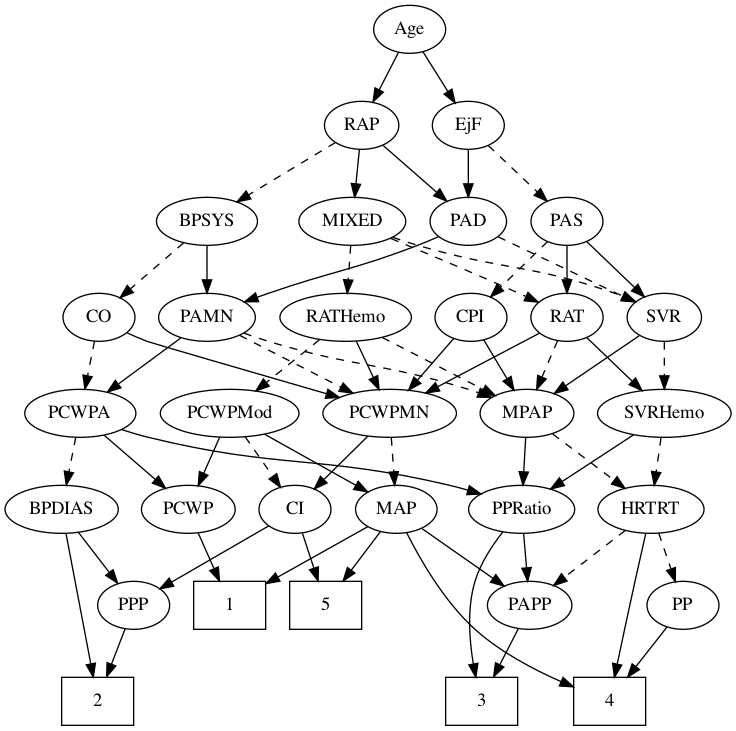 Age
RAP
EjF
BPSYS
MIXED
PAD
PAS
CO
PAMN
RATHemo
CPI
RAT
SVR
PCWPA
PCWPMod
PCWPMN
MPAP
SVRHemo
BPDIAS
PCWP
CI
MAP
PPRatio
HRTRT
PPP
1
5
PAPP
PP
2
3
4